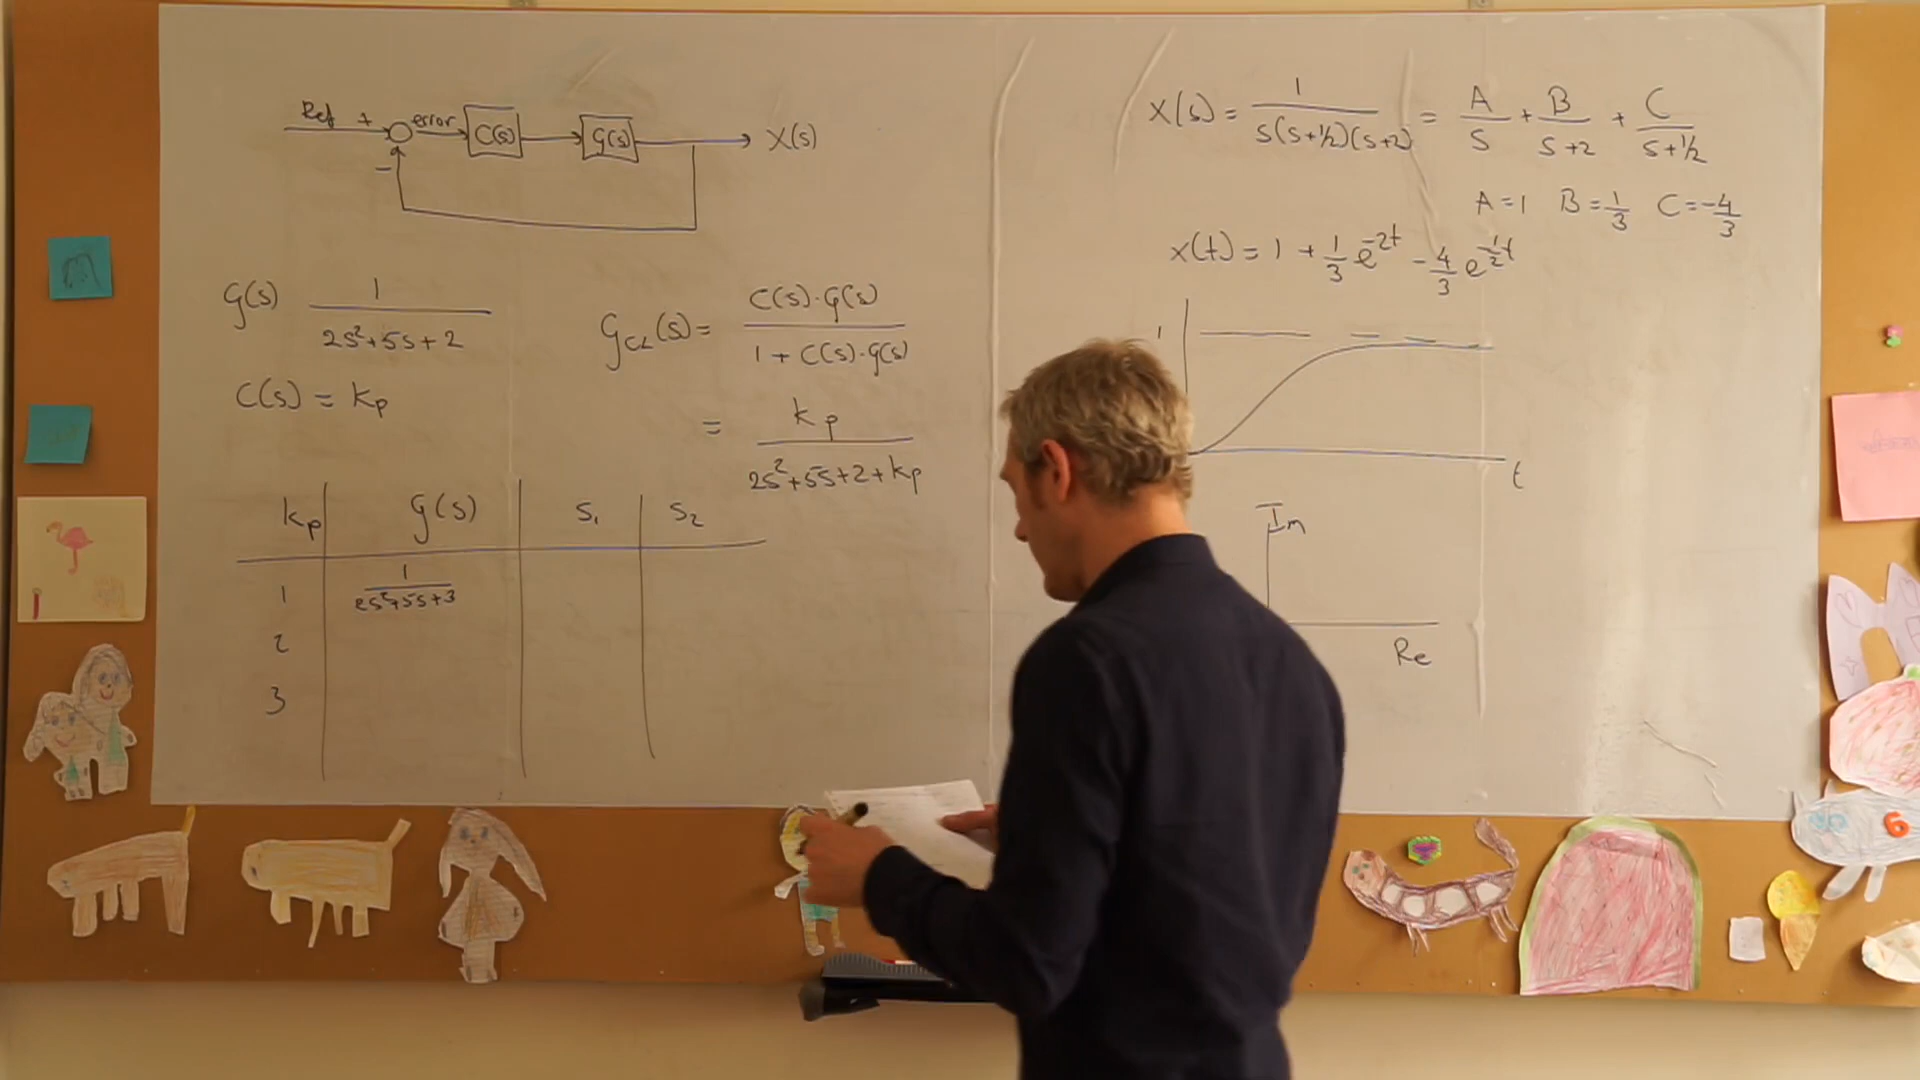 Ref + error C(s) G(s) X(s)
−
G(s) 1/(2s²+5s+2)
C(s) = kp
G_CL(s) = C(s)·G(s)/(1 + C(s)·G(s))
= kp/(2s²+5s+2+kp)
kp G(s) s₁ s₂
1 1/(2s²+5s+3)
2
3
X(s) = 1/(s(s+1/2)(s+2)) = A/s + B/(s+2) + C/(s+1/2)
A=1 B=1/3 C=-4/3
x(t) = 1 + 1/3 e^-2t − 4/3 e^-1/2t
1
t
Im
Re
6